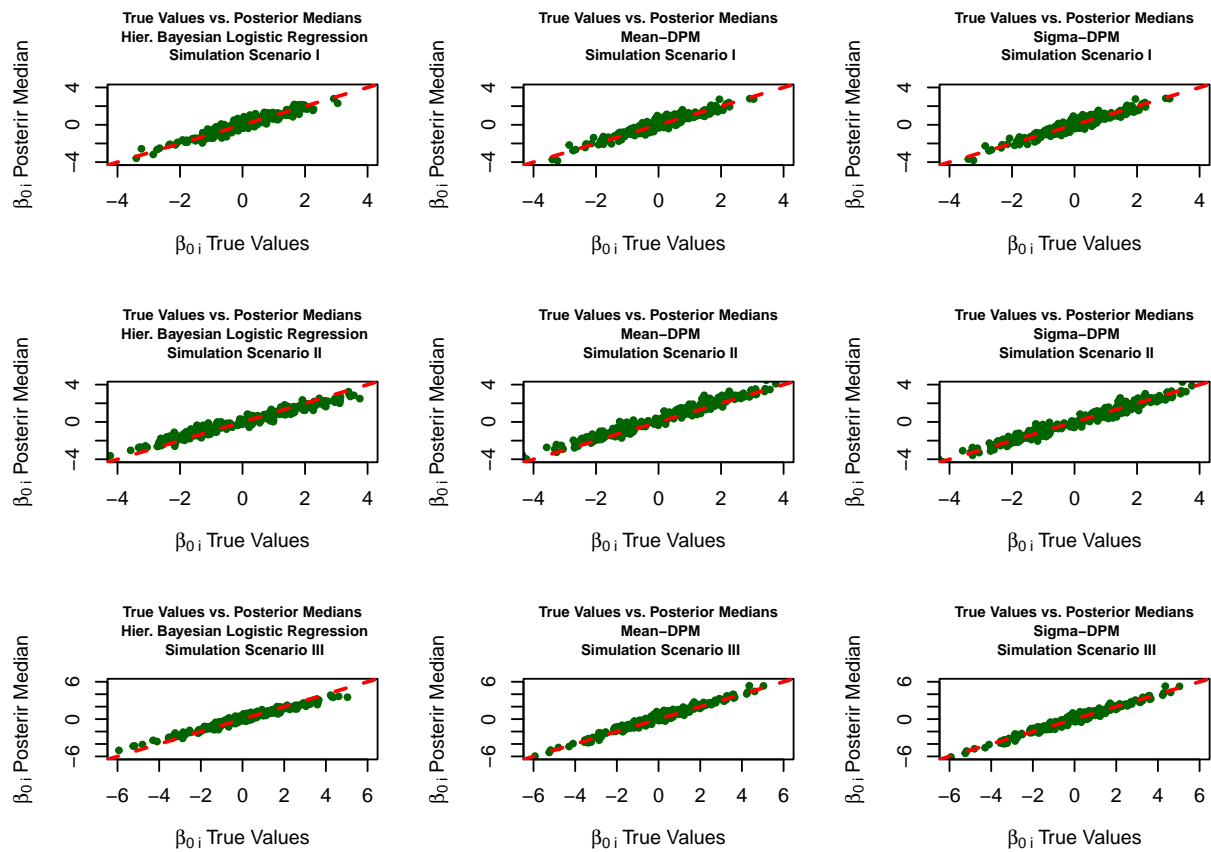 True Values vs. Posterior Medians
Hier. Bayesian Logistic Regression
Simulation Scenario I
β0 i Posterir Median
4
0
−4
−4 −2 0 2 4
β0 i True Values
True Values vs. Posterior Medians
Mean−DPM
Simulation Scenario I
β0 i Posterir Median
4
0
−4
−4 −2 0 2 4
β0 i True Values
True Values vs. Posterior Medians
Sigma−DPM
Simulation Scenario I
β0 i Posterir Median
4
0
−4
−4 −2 0 2 4
β0 i True Values
True Values vs. Posterior Medians
Hier. Bayesian Logistic Regression
Simulation Scenario II
β0 i Posterir Median
4
0
−4
−4 −2 0 2 4
β0 i True Values
True Values vs. Posterior Medians
Mean−DPM
Simulation Scenario II
β0 i Posterir Median
4
0
−4
−4 −2 0 2 4
β0 i True Values
True Values vs. Posterior Medians
Sigma−DPM
Simulation Scenario II
β0 i Posterir Median
4
0
−4
−4 −2 0 2 4
β0 i True Values
True Values vs. Posterior Medians
Hier. Bayesian Logistic Regression
Simulation Scenario III
β0 i Posterir Median
6
0
−6
−6 −4 −2 0 2 4 6
β0 i True Values
True Values vs. Posterior Medians
Mean−DPM
Simulation Scenario III
β0 i Posterir Median
6
0
−6
−6 −4 −2 0 2 4 6
β0 i True Values
True Values vs. Posterior Medians
Sigma−DPM
Simulation Scenario III
β0 i Posterir Median
6
0
−6
−6 −4 −2 0 2 4 6
β0 i True Values